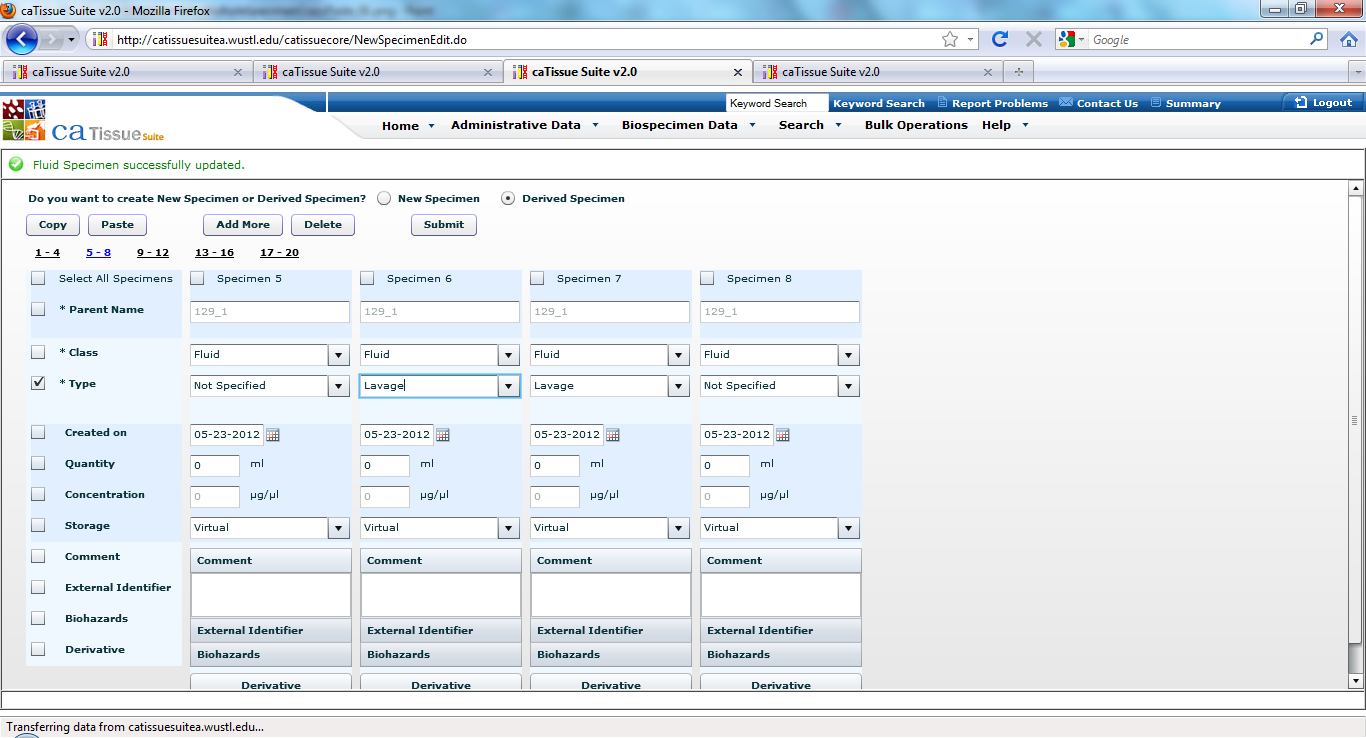 caTissue Suite v2.0 - Mozilla Firefox
http://catissuesuitea.wustl.edu/catissuecore/NewSpecimenEdit.do
Google
caTissue Suite v2.0 caTissue Suite v2.0 caTissue Suite v2.0 caTissue Suite v2.0
Keyword Search Keyword Search Report Problems Contact Us Summary Logout
ca Tissue Suite
Home Administrative Data Biospecimen Data Search Bulk Operations Help
Fluid Specimen successfully updated.
Do you want to create New Specimen or Derived Specimen? New Specimen Derived Specimen
Copy Paste Add More Delete Submit
1 - 4 5 - 8 9 - 12 13 - 16 17 - 20
Select All Specimens Specimen 5 Specimen 6 Specimen 7 Specimen 8
* Parent Name 129_1 129_1 129_1 129_1
* Class Fluid Fluid Fluid Fluid
* Type Not Specified Lavage Lavage Not Specified
Created on 05-23-2012 05-23-2012 05-23-2012 05-23-2012
Quantity 0 ml 0 ml 0 ml 0 ml
Concentration 0 µg/µl 0 µg/µl 0 µg/µl 0 µg/µl
Storage Virtual Virtual Virtual Virtual
Comment Comment Comment Comment Comment
External Identifier
Biohazards External Identifier External Identifier External Identifier External Identifier
Derivative Biohazards Biohazards Biohazards Biohazards
Derivative Derivative Derivative Derivative
Transferring data from catissuesuitea.wustl.edu...